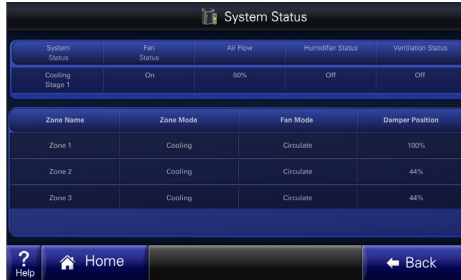 System Status
System Status Fan Status Air Flow Humidifier Status Ventilation Status
Cooling Stage 1 On 50% Off Off
Zone Name Zone Mode Fan Mode Damper Position
Zone 1 Cooling Circulate 100%
Zone 2 Cooling Circulate 44%
Zone 3 Cooling Circulate 44%
? Help Home Back